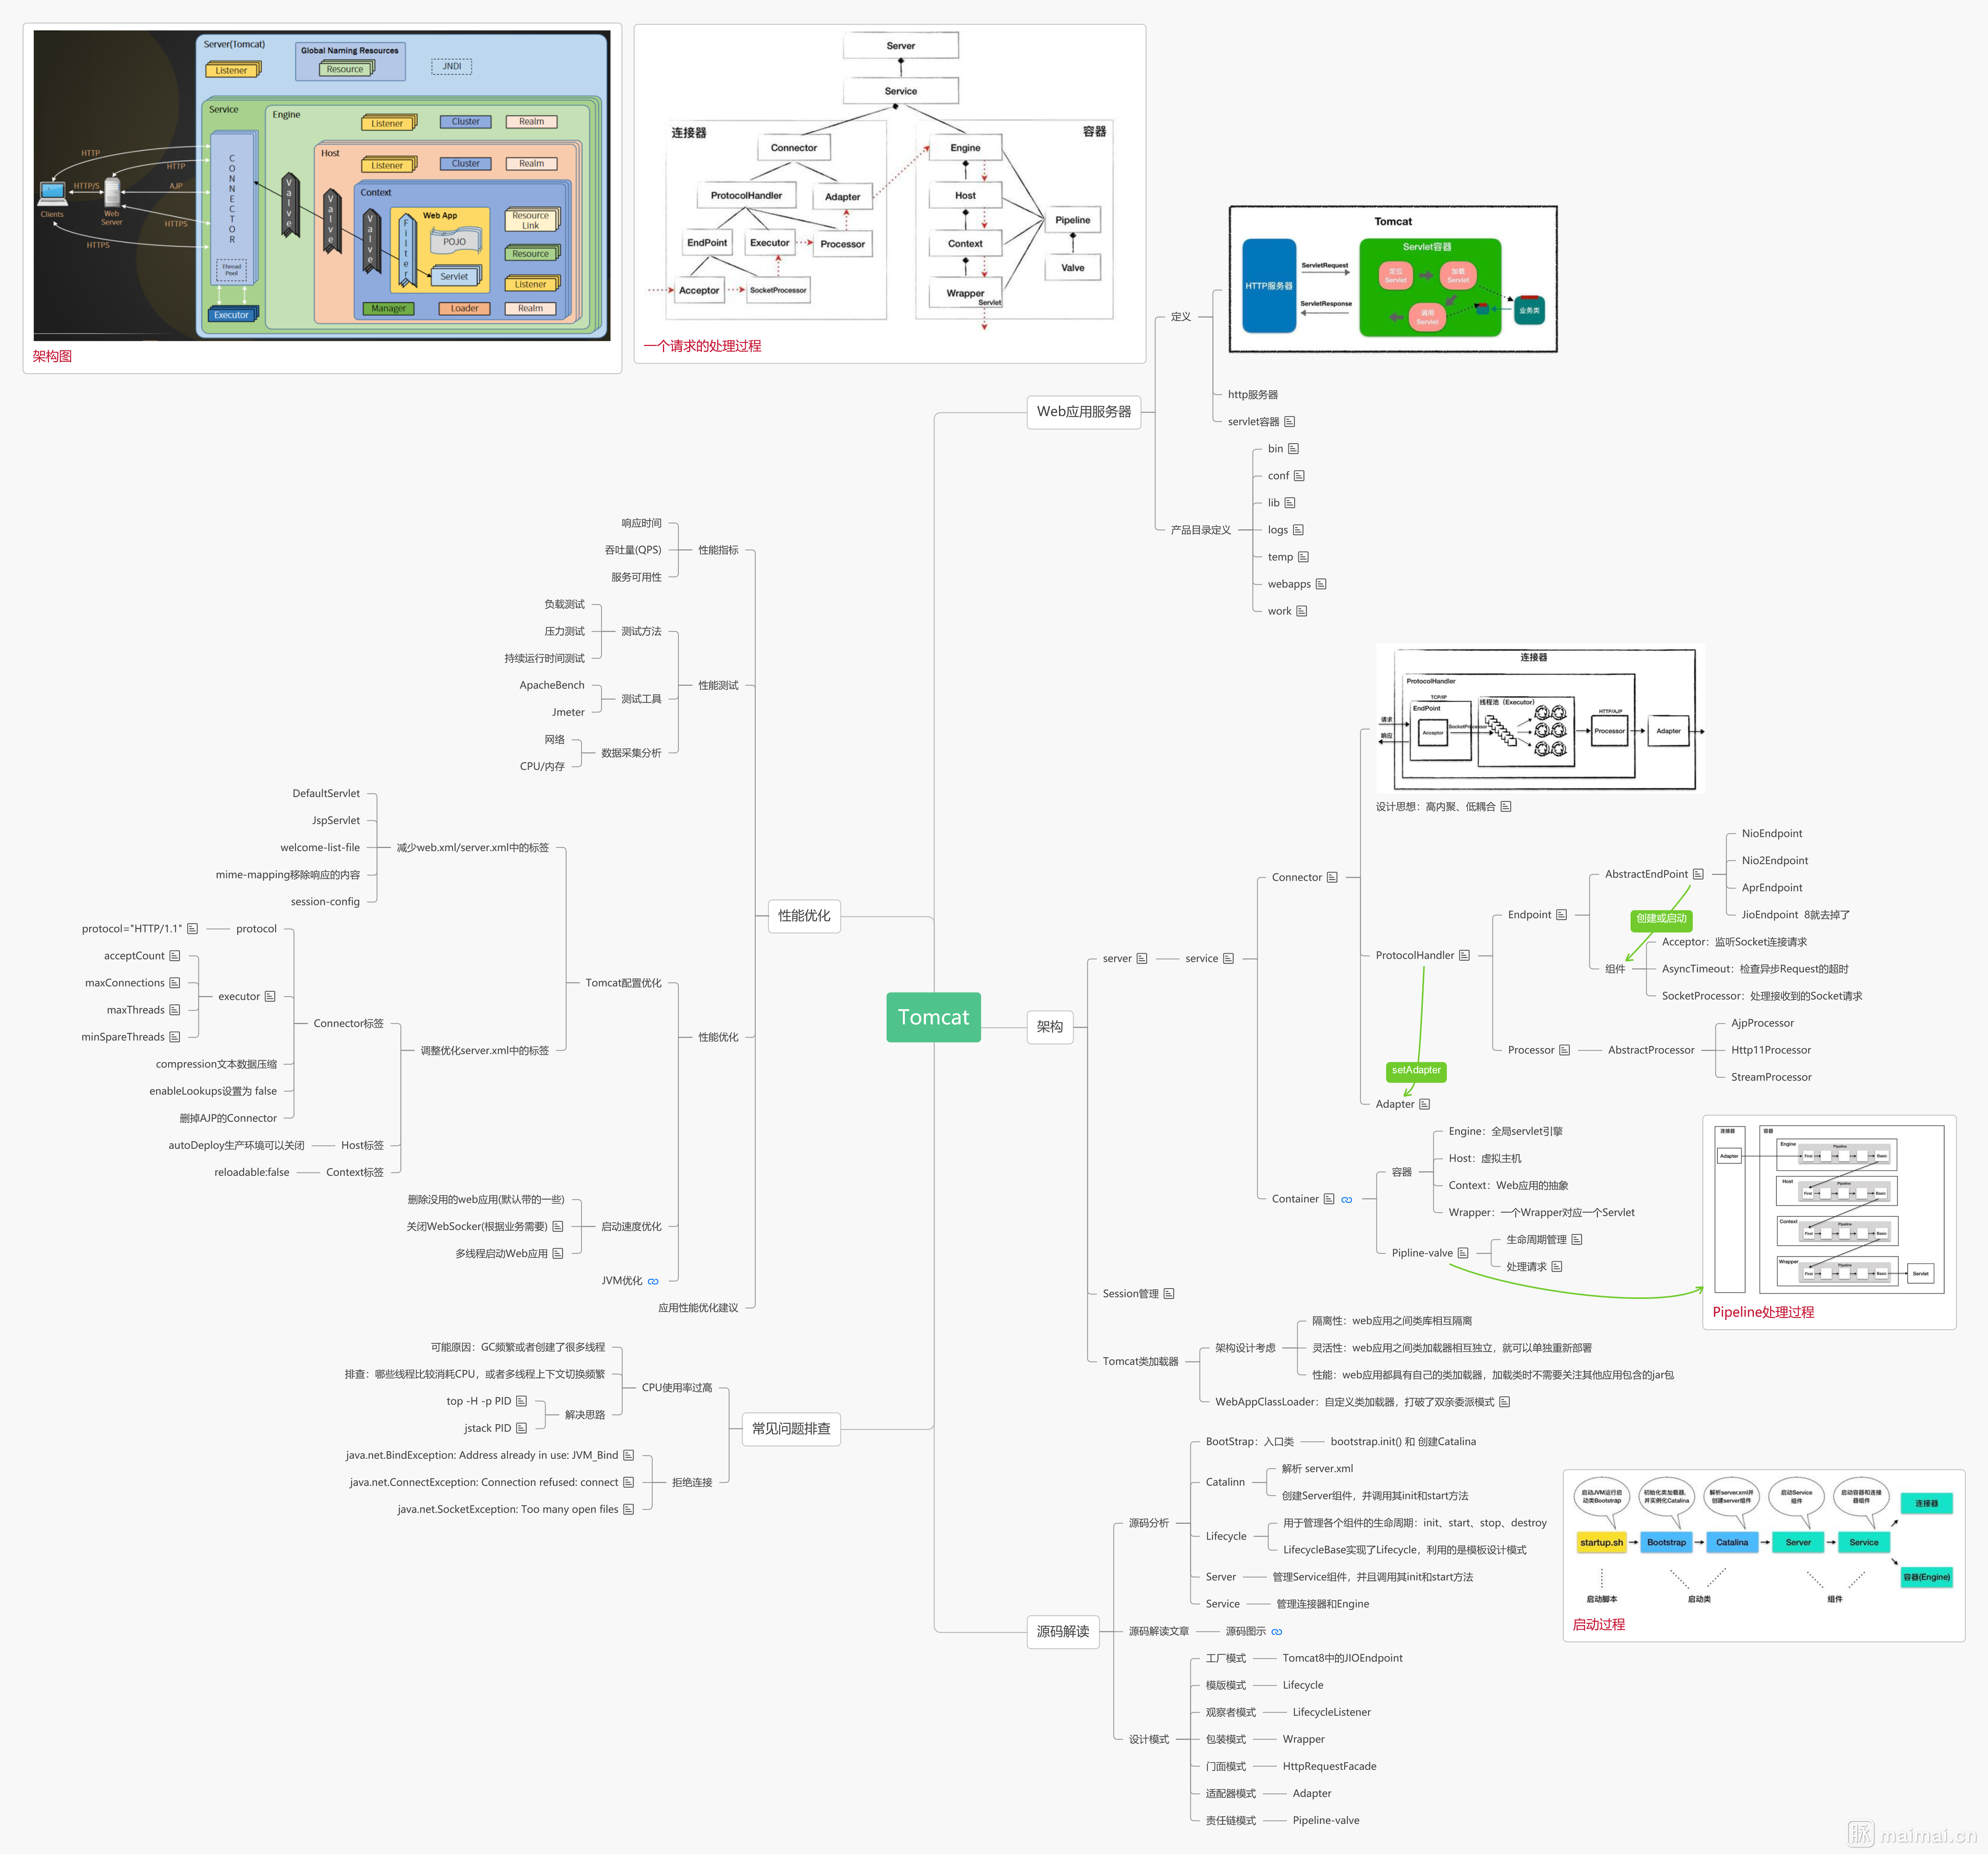 Server(Tomcat)
Global Naming Resources
Listener
Resource
JNDI
Service
Engine
Listener
Cluster
Realm
Host
Listener
Cluster
Realm
Context
Web App
Resource
Link
POJO
Resource
Servlet
Listener
Manager
Loader
Realm
CONNECTOR
Thread
Pool
Executor
Valve
Valve
Valve
Filter
HTTP
HTTP
HTTP/S
AJP
HTTPS
HTTPS
Clients
Web
Server
架构图
Server
Service
连接器
容器
Connector
Engine
ProtocolHandler
Adapter
Host
Pipeline
EndPoint
Executor
Processor
Context
Valve
Acceptor
SocketProcessor
Wrapper
Servlet
一个请求的处理过程
Tomcat
HTTP服务器
ServletRequest
ServletResponse
Servlet容器
定位
Servlet
加载
Servlet
调用
Servlet
业务类
Web应用服务器
定义
http服务器
servlet容器
产品目录定义
bin
conf
lib
logs
temp
webapps
work
性能优化
性能指标
响应时间
吞吐量(QPS)
服务可用性
性能测试
测试方法
负载测试
压力测试
持续运行时间测试
测试工具
ApacheBench
Jmeter
数据采集分析
网络
CPU/内存
性能优化
Tomcat配置优化
减少web.xml/server.xml中的标签
DefaultServlet
JspServlet
welcome-list-file
mime-mapping移除响应的内容
session-config
调整优化server.xml中的标签
Connector标签
protocol
protocol="HTTP/1.1"
executor
acceptCount
maxConnections
maxThreads
minSpareThreads
compression文本数据压缩
enableLookups设置为 false
删掉AJP的Connector
Host标签
autoDeploy生产环境可以关闭
Context标签
reloadable:false
启动速度优化
删除没用的web应用(默认带的一些)
关闭WebSocker(根据业务需要)
多线程启动Web应用
JVM优化
应用性能优化建议
常见问题排查
CPU使用率过高
可能原因：GC频繁或者创建了很多线程
排查：哪些线程比较消耗CPU，或者多线程上下文切换频繁
解决思路
top -H -p PID
jstack PID
拒绝连接
java.net.BindException: Address already in use: JVM_Bind
java.net.ConnectException: Connection refused: connect
java.net.SocketException: Too many open files
Tomcat
架构
server
service
Connector
连接器
ProtocolHandler
TCP/IP
EndPoint
Acceptor
SocketProcessor
线程池（Executor）
HTTP/AJP
Processor
Adapter
请求
响应
设计思想：高内聚、低耦合
ProtocolHandler
Endpoint
AbstractEndPoint
NioEndpoint
Nio2Endpoint
AprEndpoint
JioEndpoint 8就去掉了
创建或启动
组件
Acceptor：监听Socket连接请求
AsyncTimeout：检查异步Request的超时
SocketProcessor：处理接收到的Socket请求
Processor
AbstractProcessor
AjpProcessor
Http11Processor
StreamProcessor
setAdapter
Adapter
Container
容器
Engine：全局servlet引擎
Host：虚拟主机
Context：Web应用的抽象
Wrapper：一个Wrapper对应一个Servlet
Pipline-valve
生命周期管理
处理请求
连接器
容器
Adapter
Engine
Pipeline
First
Basic
Host
Pipeline
First
Basic
Context
Pipeline
First
Basic
Wrapper
Pipeline
First
Basic
Servlet
Pipeline处理过程
Session管理
Tomcat类加载器
架构设计考虑
隔离性：web应用之间类库相互隔离
灵活性：web应用之间类加载器相互独立，就可以单独重新部署
性能：web应用都具有自己的类加载器，加载类时不需要关注其他应用包含的jar包
WebAppClassLoader：自定义类加载器，打破了双亲委派模式
源码解读
源码分析
BootStrap：入口类
bootstrap.init() 和 创建Catalina
Catalinn
解析 server.xml
创建Server组件，并调用其init和start方法
Lifecycle
用于管理各个组件的生命周期：init、start、stop、destroy
LifecycleBase实现了Lifecycle，利用的是模板设计模式
Server
管理Service组件，并且调用其init和start方法
Service
管理连接器和Engine
源码解读文章
源码图示
设计模式
工厂模式
Tomcat8中的JIOEndpoint
模版模式
Lifecycle
观察者模式
LifecycleListener
包装模式
Wrapper
门面模式
HttpRequestFacade
适配器模式
Adapter
责任链模式
Pipeline-valve
启动JVM运行启
动类Bootstrap
初始化类加载器,
并实例化Catalina
解析server.xml并
创建server组件
启动Service
组件
启动容器和连接
器组件
startup.sh
Bootstrap
Catalina
Server
Service
连接器
容器(Engine)
启动脚本
启动类
组件
启动过程
脉 maimai.cn